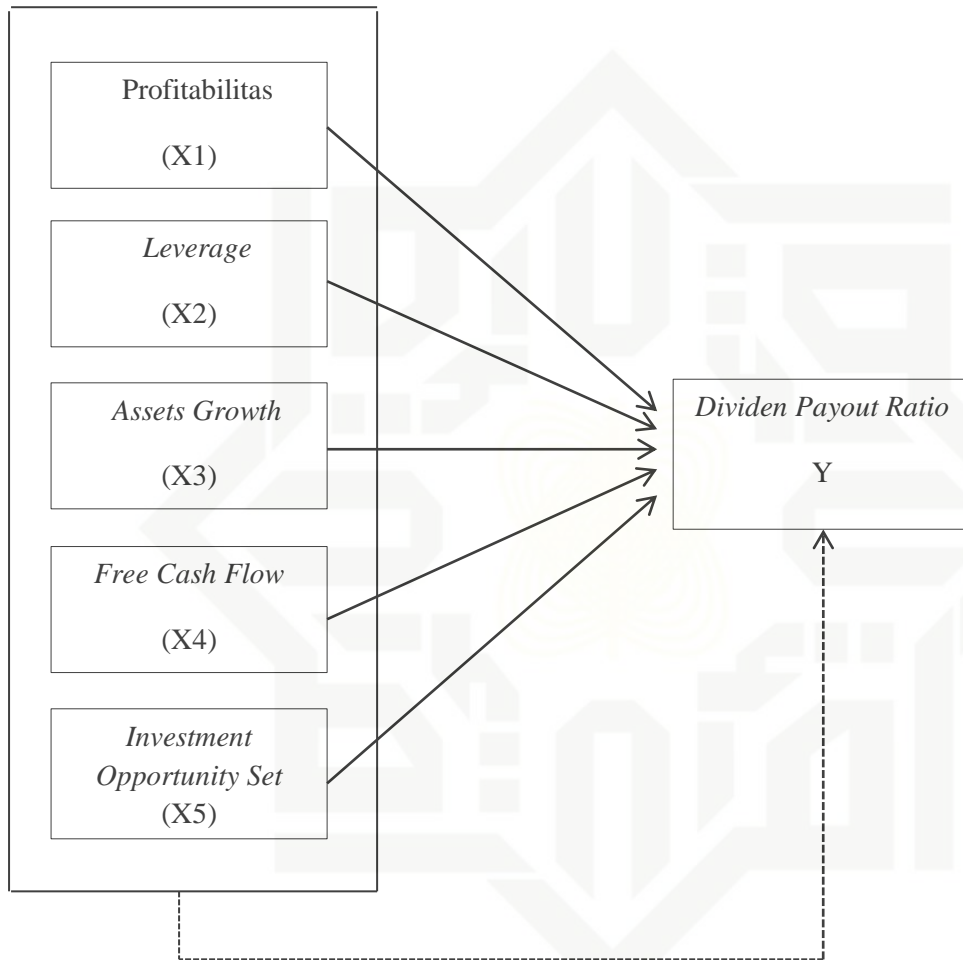 Profitabilitas
(X1)
Leverage
(X2)
Assets Growth
(X3)
Free Cash Flow
(X4)
Investment
Opportunity Set
(X5)
Dividen Payout Ratio
Y